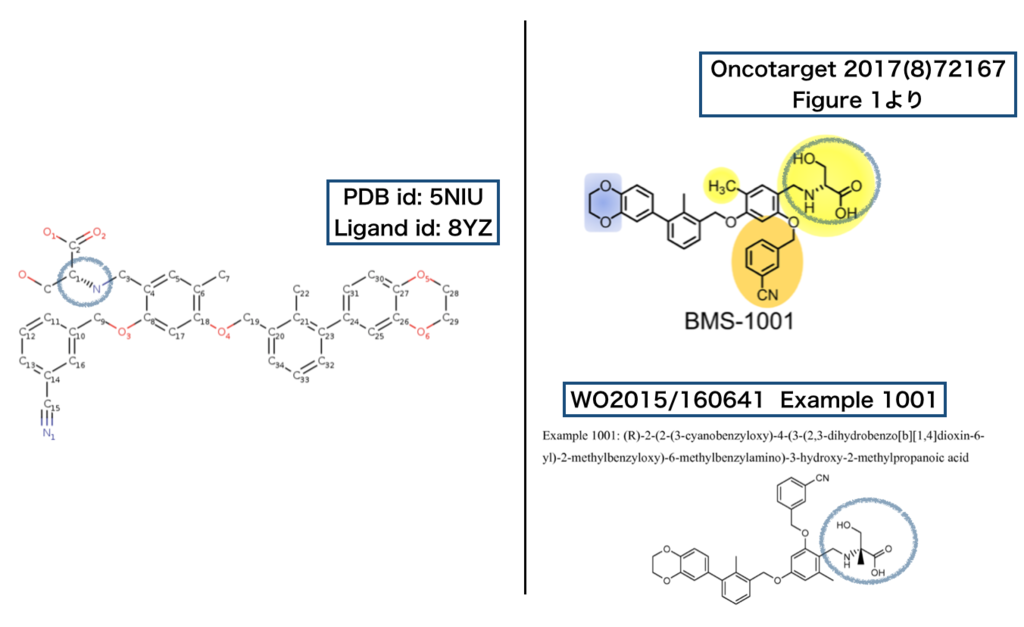 PDB id: 5NIU
Ligand id: 8YZ
O₁
O₂
C₂
O
C
C₁
N
C₃
C₄
C₅
C₆
C₇
C₈
C₉
C₁₀
C₁₁
C₁₂
C₁₃
C₁₄
C₁₅
N₁
C₁₆
O₃
C₁₇
C₁₈
O₄
C₁₉
C₂₀
C₂₁
C₂₂
C₂₃
C₂₄
C₂₅
C₂₆
C₂₇
C₂₈
C₂₉
C₃₀
C₃₁
C₃₂
C₃₃
C₃₄
O₅
O₆
Oncotarget 2017(8)72167
Figure 1より
HO
H₃C
N
H
O
OH
O
O
O
O
CN
BMS-1001
WO2015/160641 Example 1001
Example 1001: (R)-2-(2-(3-cyanobenzyloxy)-4-(3-(2,3-dihydrobenzo[b][1,4]dioxin-6-
yl)-2-methylbenzyloxy)-6-methylbenzylamino)-3-hydroxy-2-methylpropanoic acid
CN
O
HO
N
H
O
OH
O
O
O